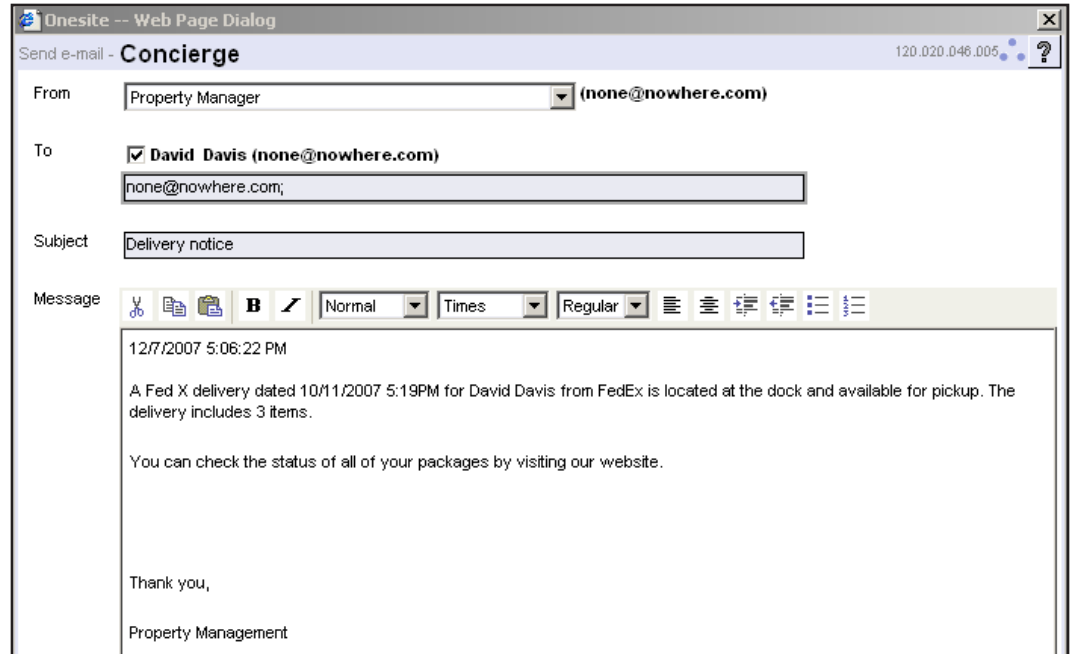 Onesite -- Web Page Dialog
Send e-mail - Concierge 120.020.046.005 ?
From Property Manager (none@nowhere.com)
To David Davis (none@nowhere.com)
none@nowhere.com;
Subject Delivery notice
Message B I Normal Times Regular
12/7/2007 5:06:22 PM
A Fed X delivery dated 10/11/2007 5:19PM for David Davis from FedEx is located at the dock and available for pickup. The
delivery includes 3 items.
You can check the status of all of your packages by visiting our website.
Thank you,
Property Management